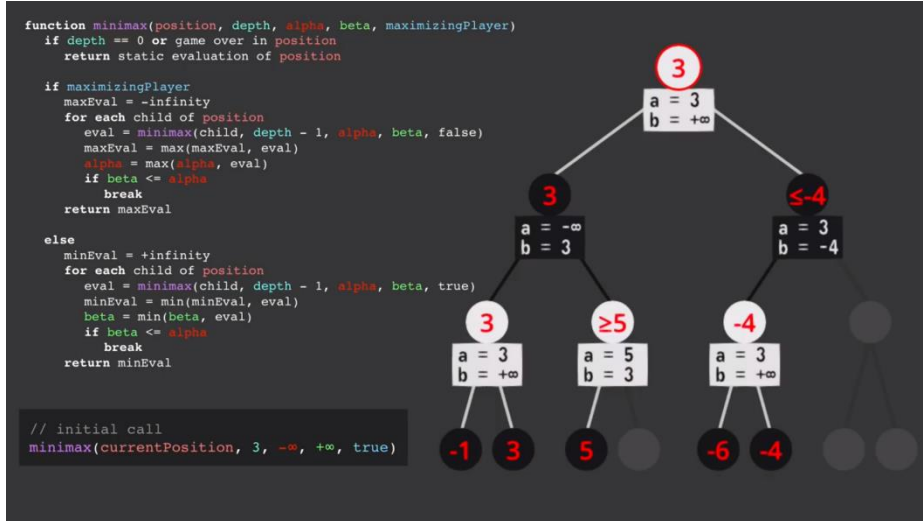 function minimax(position, depth, alpha, beta, maximizingPlayer)
if depth == 0 or game over in position
return static evaluation of position
if maximizingPlayer
maxEval = -infinity
for each child of position
eval = minimax(child, depth - 1, alpha, beta, false)
maxEval = max(maxEval, eval)
alpha = max(alpha, eval)
if beta <= alpha
break
return maxEval
else
minEval = +infinity
for each child of position
eval = minimax(child, depth - 1, alpha, beta, true)
minEval = min(minEval, eval)
beta = min(beta, eval)
if beta <= alpha
break
return minEval
// initial call
minimax(currentPosition, 3, -∞, +∞, true)
3
a = 3
b = +∞
3
a = -∞
b = 3
≤-4
a = 3
b = -4
3
a = 3
b = +∞
≥5
a = 5
b = 3
-4
a = 3
b = +∞
-1
3
5
-6
-4